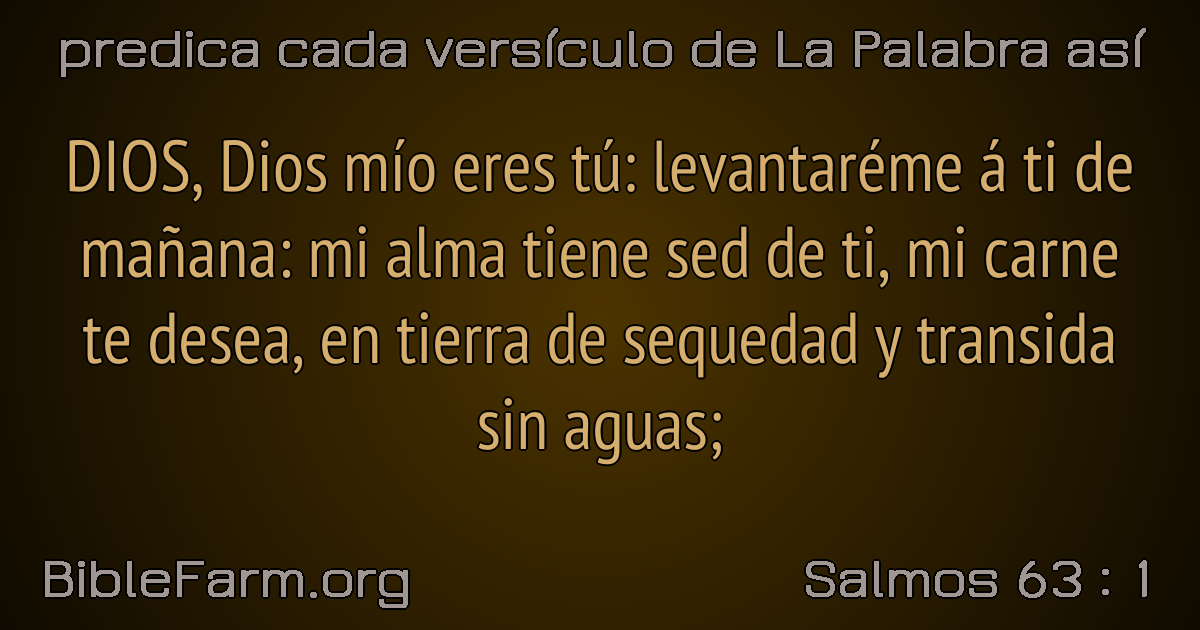 predica cada versículo de La Palabra así
DIOS, Dios mío eres tú: levantaréme á ti de
mañana: mi alma tiene sed de ti, mi carne
te desea, en tierra de sequedad y transida
sin aguas;
BibleFarm.org
Salmos 63 : 1